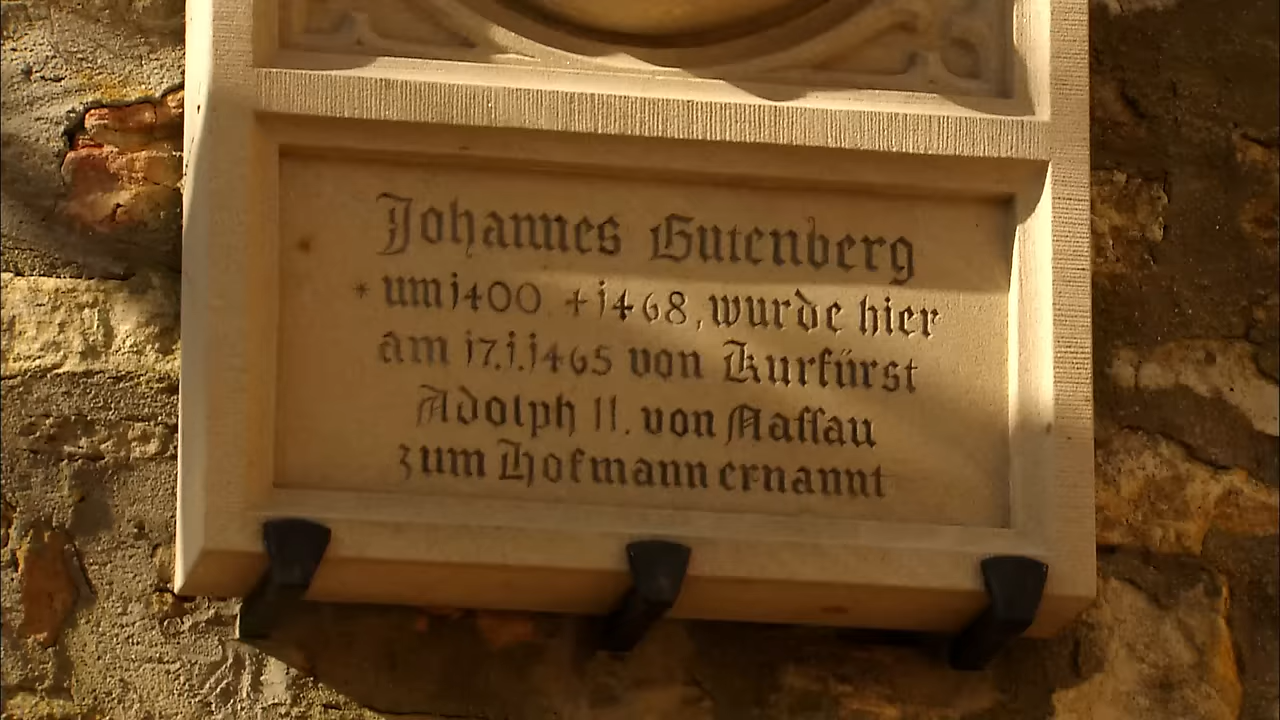 Johannes Gutenberg
* um 1400 + 1468, wurde hier
am 17.1.1465 von Kurfürst
Adolph II. von Naſſau
zum Hofmann ernannt